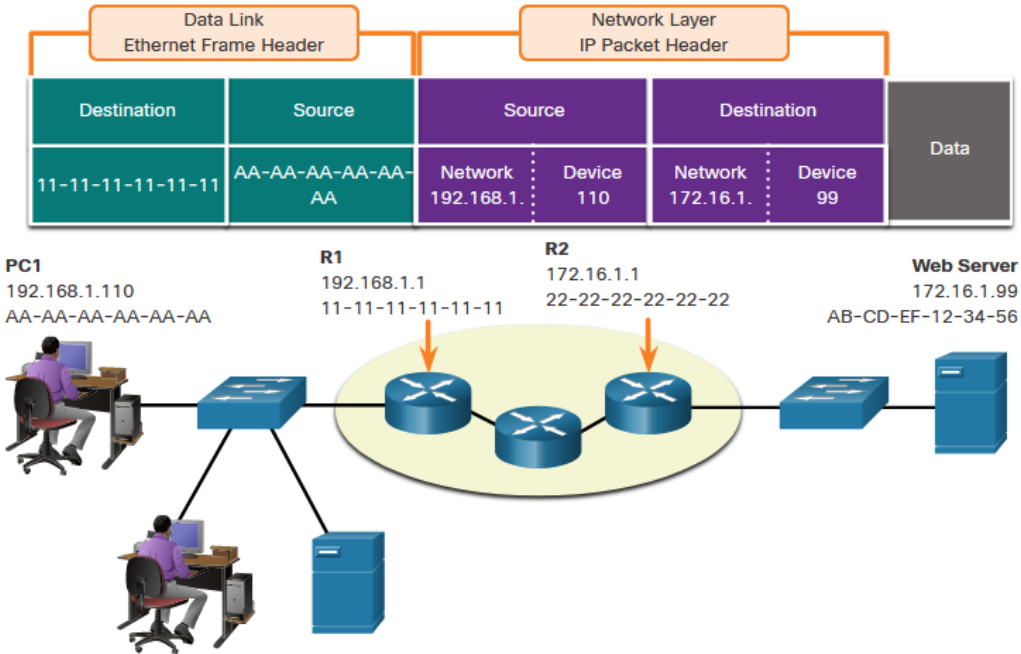 Data Link
Ethernet Frame Header
Network Layer
IP Packet Header
Destination
Source
Source
Destination
Data
11-11-11-11-11-11
AA-AA-AA-AA-AA-
AA
Network
192.168.1.
Device
110
Network
172.16.1.
Device
99
PC1
192.168.1.110
AA-AA-AA-AA-AA-AA
R1
192.168.1.1
11-11-11-11-11-11
R2
172.16.1.1
22-22-22-22-22-22
Web Server
172.16.1.99
AB-CD-EF-12-34-56